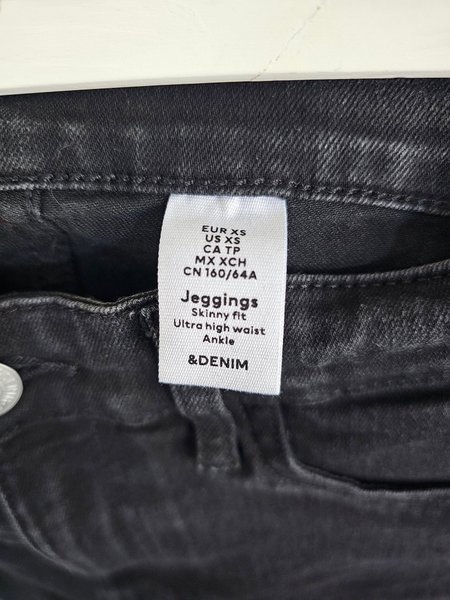 EUR XS
US XS
CA TP
MX XCH
CN 160/64A
Jeggings
Skinny fit
Ultra high waist
Ankle
&DENIM